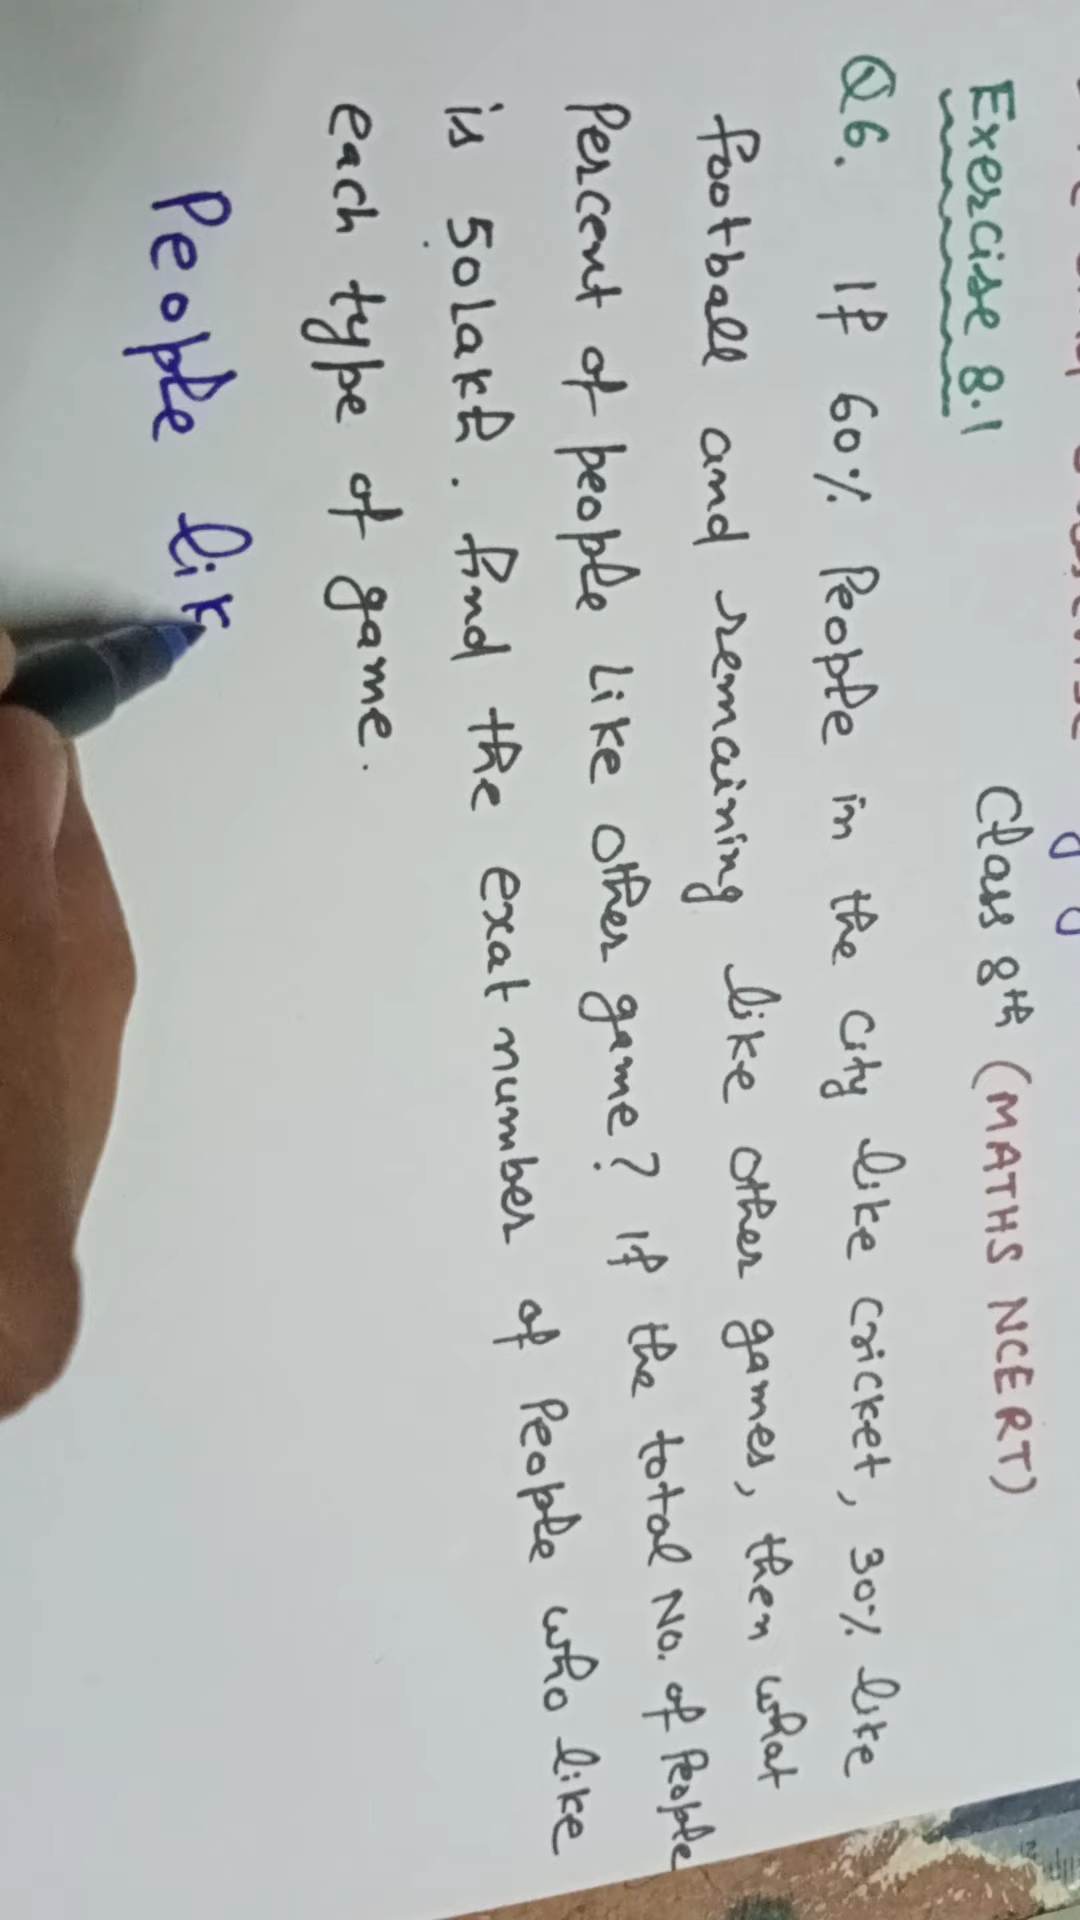 Exercise 8.1 Class 8th (MATHS NCERT)
Q6. If 60% People in the City like cricket, 30% like
football and remaining like other games, then what
Percent of people like other game? If the total No. of People
is 50 Lakh. find the exat number of People who like
each type of game.
People lik